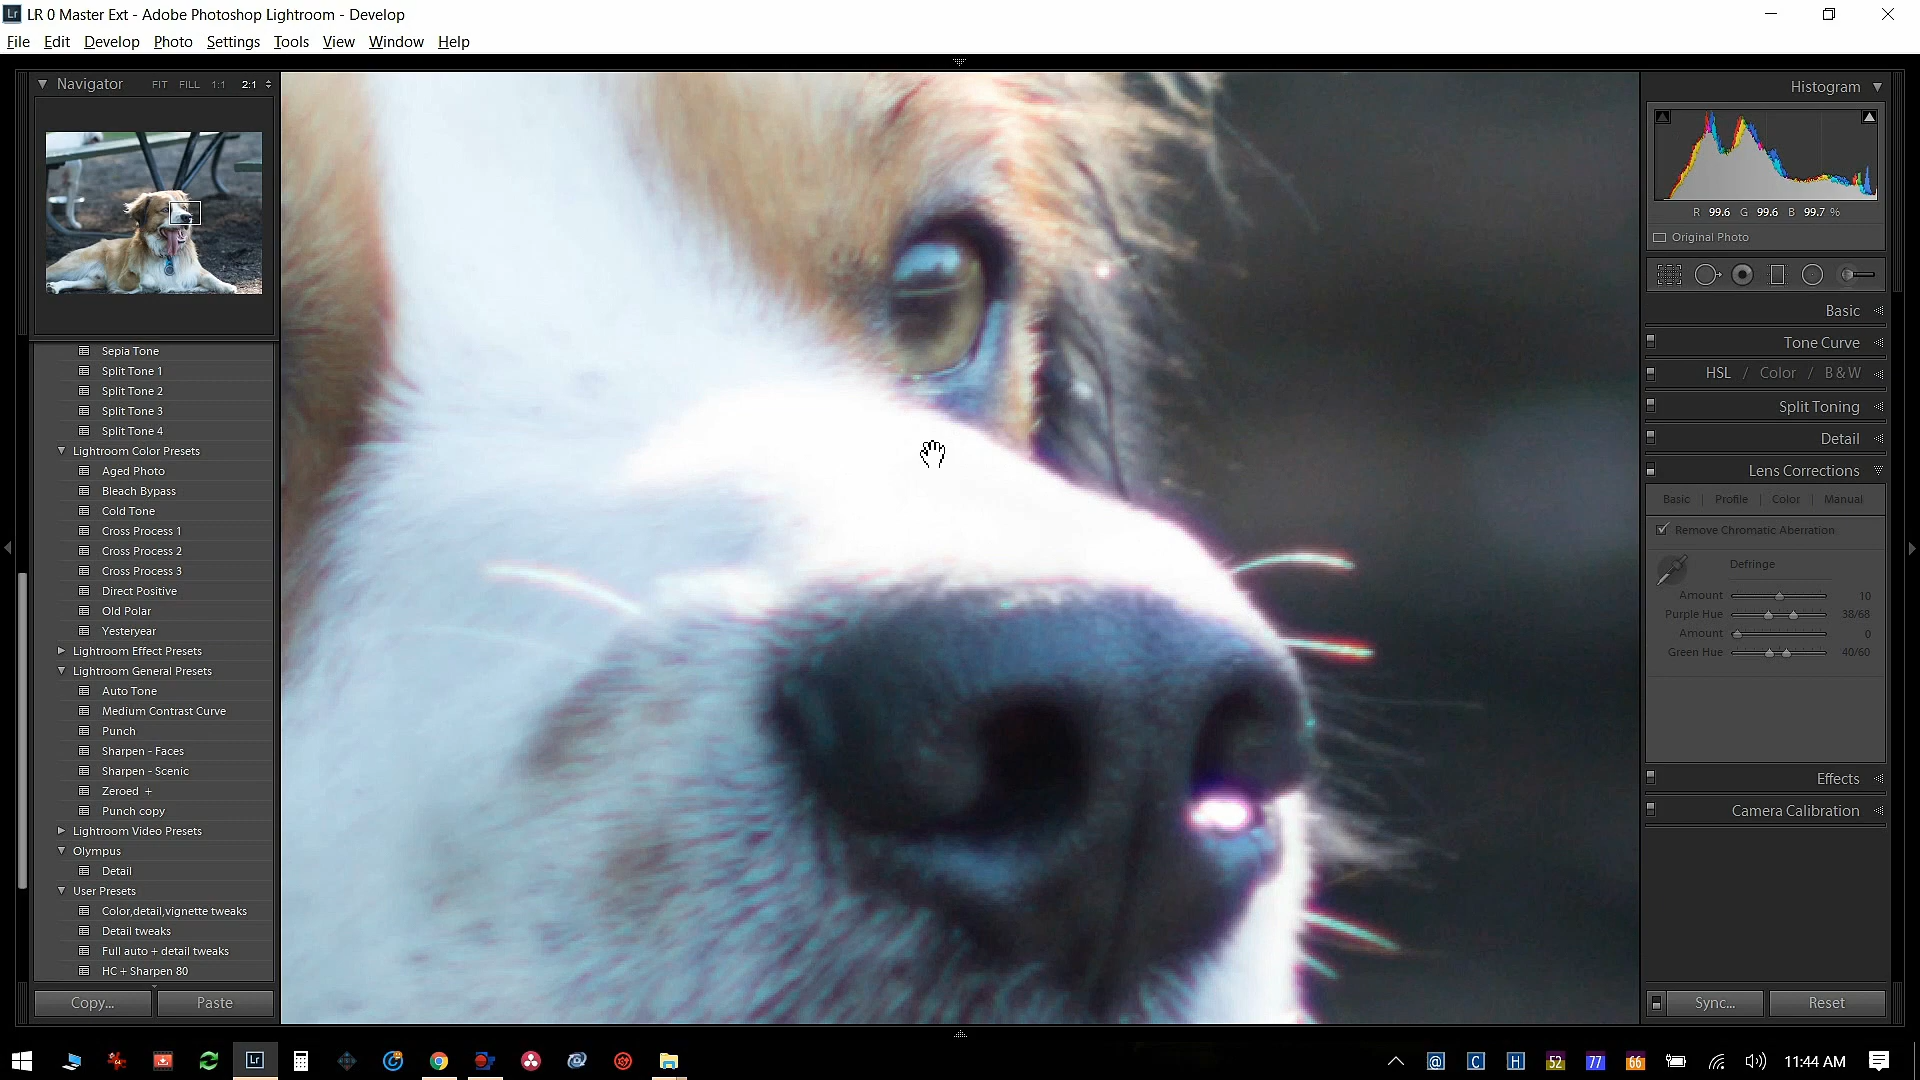 LR 0 Master Ext - Adobe Photoshop Lightroom - Develop
File Edit Develop Photo Settings Tools View Window Help
Navigator FIT FILL 1:1 2:1
Sepia Tone
Split Tone 1
Split Tone 2
Split Tone 3
Split Tone 4
Lightroom Color Presets
Aged Photo
Bleach Bypass
Cold Tone
Cross Process 1
Cross Process 2
Cross Process 3
Direct Positive
Old Polar
Yesteryear
Lightroom Effect Presets
Lightroom General Presets
Auto Tone
Medium Contrast Curve
Punch
Sharpen - Faces
Sharpen - Scenic
Zeroed +
Punch copy
Lightroom Video Presets
Olympus
Detail
User Presets
Color,detail,vignette tweaks
Detail tweaks
Full auto + detail tweaks
HC + Sharpen 80
Copy... Paste
Histogram
R 99.6 G 99.6 B 99.7 %
Original Photo
Basic
Tone Curve
HSL / Color / B & W
Split Toning
Detail
Lens Corrections
Basic Profile Color Manual
Remove Chromatic Aberration
Defringe
Amount 10
Purple Hue 38/68
Amount 0
Green Hue 40/60
Effects
Camera Calibration
Sync... Reset
Lr
@ C H 52 77 66 11:44 AM